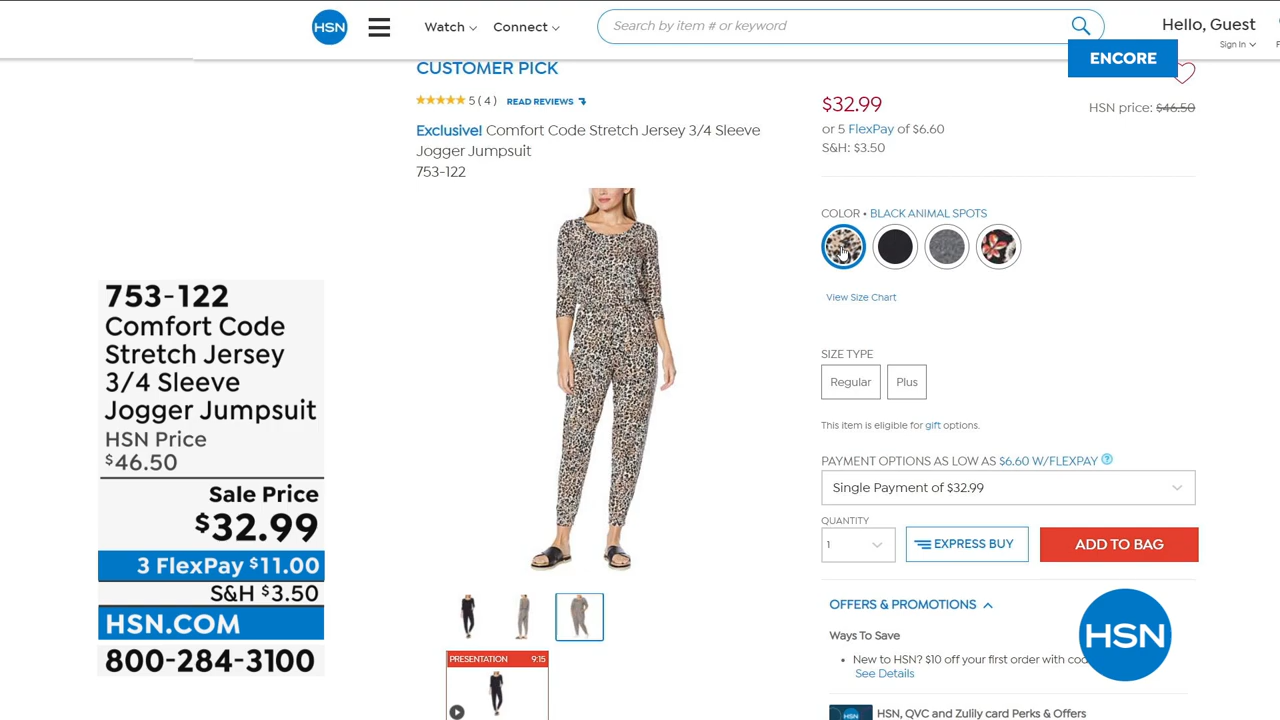 HSN
Watch
Connect
Search by item # or keyword
Hello, Guest
Sign In
ENCORE
CUSTOMER PICK
5 ( 4 ) READ REVIEWS
Exclusive! Comfort Code Stretch Jersey 3/4 Sleeve
Jogger Jumpsuit
753-122
$32.99
HSN price: $46.50
or 5 FlexPay of $6.60
S&H: $3.50
COLOR • BLACK ANIMAL SPOTS
View Size Chart
SIZE TYPE
Regular
Plus
This item is eligible for gift options.
PAYMENT OPTIONS AS LOW AS $6.60 W/FLEXPAY ?
Single Payment of $32.99
QUANTITY
1
EXPRESS BUY
ADD TO BAG
OFFERS & PROMOTIONS
Ways To Save
• New to HSN? $10 off your first order with
See Details
HSN, QVC and Zulily card Perks & Offers
HSN
PRESENTATION 9:15
753-122
Comfort Code
Stretch Jersey
3/4 Sleeve
Jogger Jumpsuit
HSN Price
$46.50
Sale Price
$32.99
3 FlexPay $11.00
S&H $3.50
HSN.COM
800-284-3100